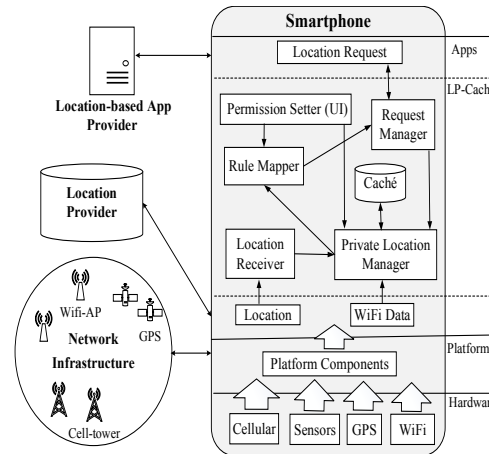 Smartphone
Location Request
Apps
LP-Cach
Location-based App
Provider
Permission Setter (UI)
Request
Manager
Rule Mapper
Caché
Location
Provider
Location
Receiver
Private Location
Manager
Wifi-AP
GPS
Network
Infrastructure
Cell-tower
Location
WiFi Data
Platform
Platform Components
Hardwar
Cellular
Sensors
GPS
WiFi